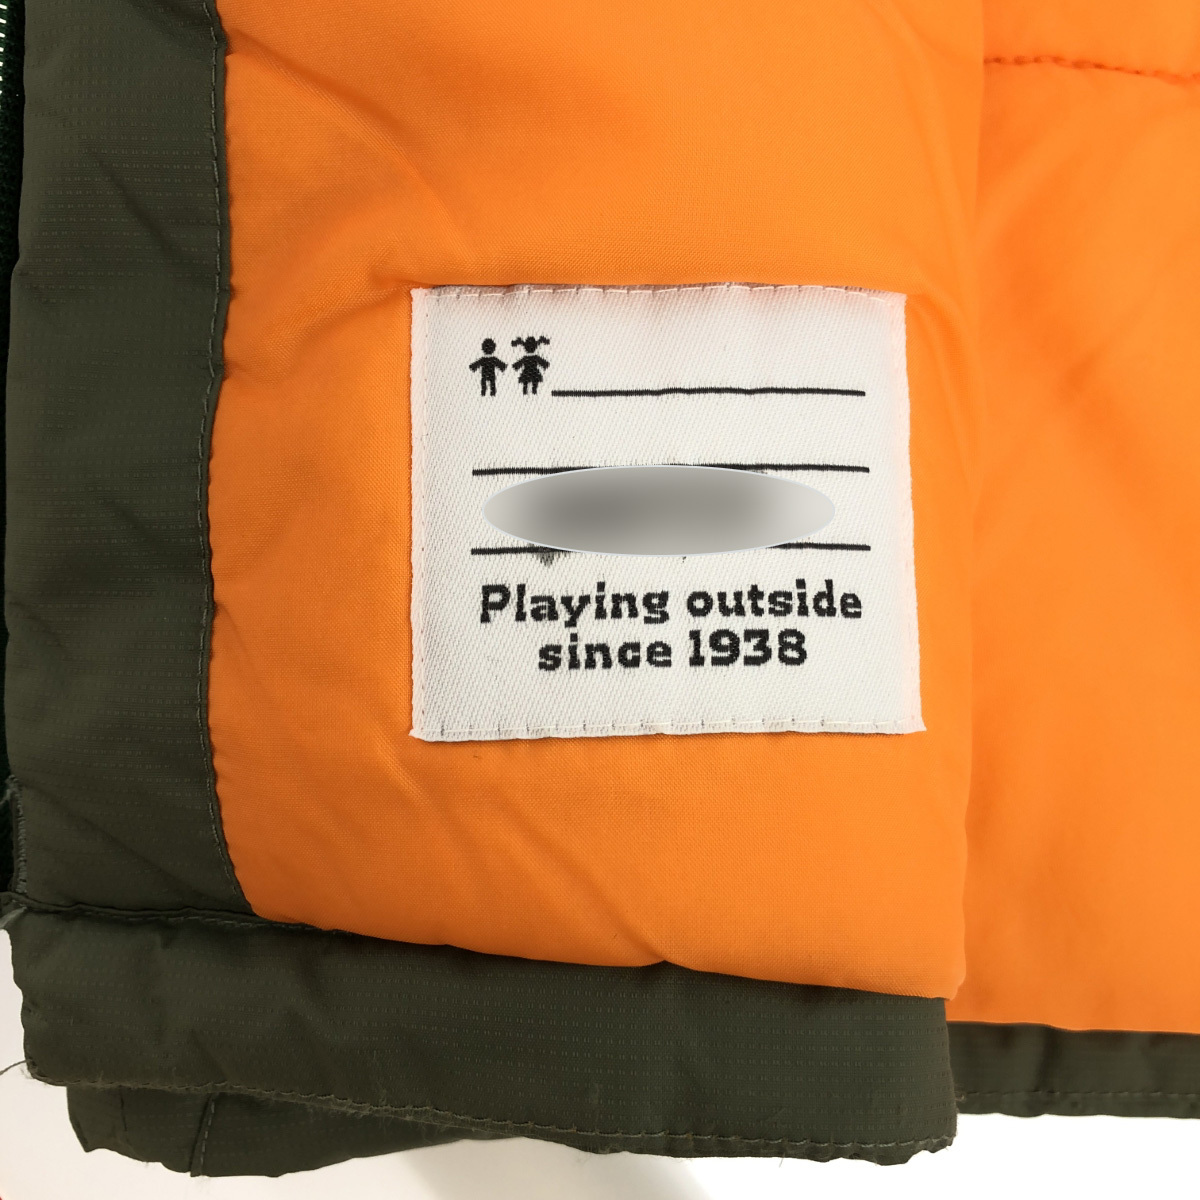 Playing outside
since 1938